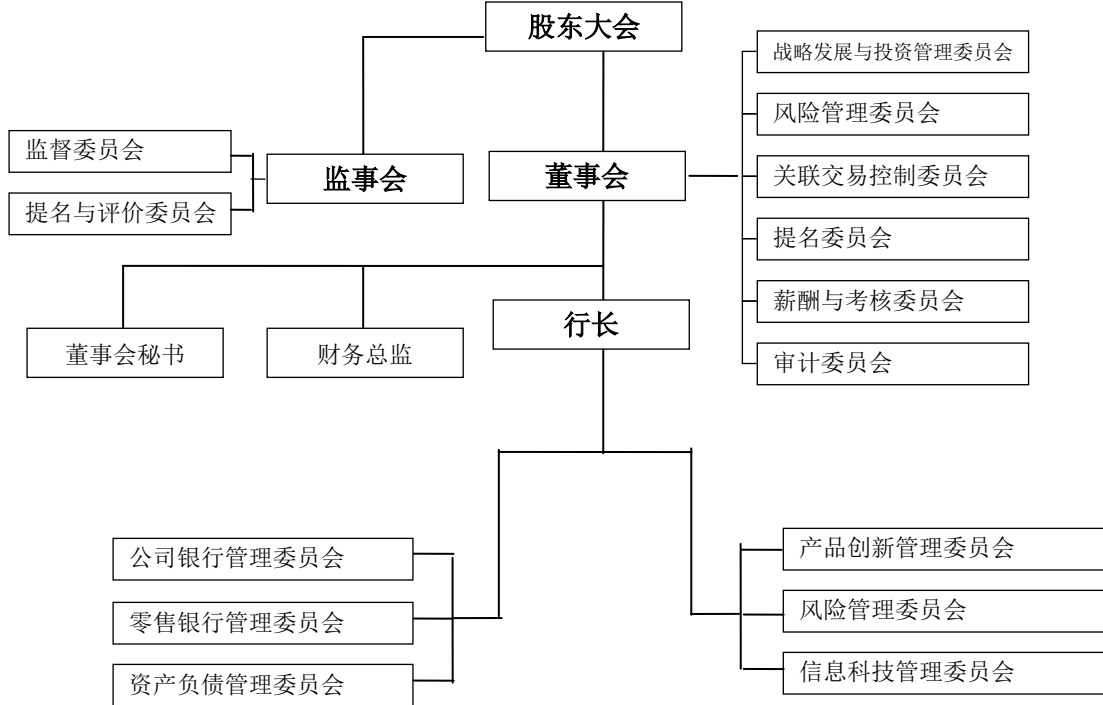 股东大会
战略发展与投资管理委员会
风险管理委员会
监督委员会
监事会
董事会
关联交易控制委员会
提名与评价委员会
提名委员会
行长
薪酬与考核委员会
董事会秘书
财务总监
审计委员会
公司银行管理委员会
产品创新管理委员会
零售银行管理委员会
风险管理委员会
资产负债管理委员会
信息科技管理委员会